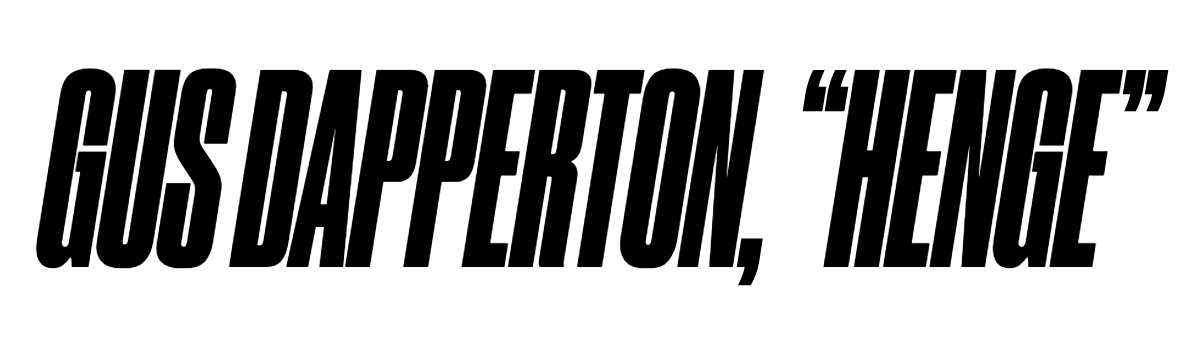 GUS DAPPERTON, “HENGE”